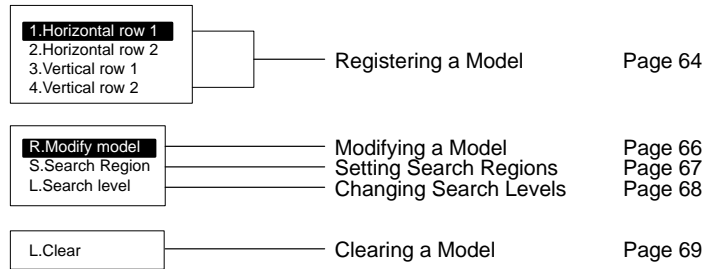 1.Horizontal row 1
2.Horizontal row 2
3.Vertical row 1
4.Vertical row 2
Registering a Model Page 64
R.Modify model Modifying a Model Page 66
S.Search Region Setting Search Regions Page 67
L.Search level Changing Search Levels Page 68
L.Clear Clearing a Model Page 69